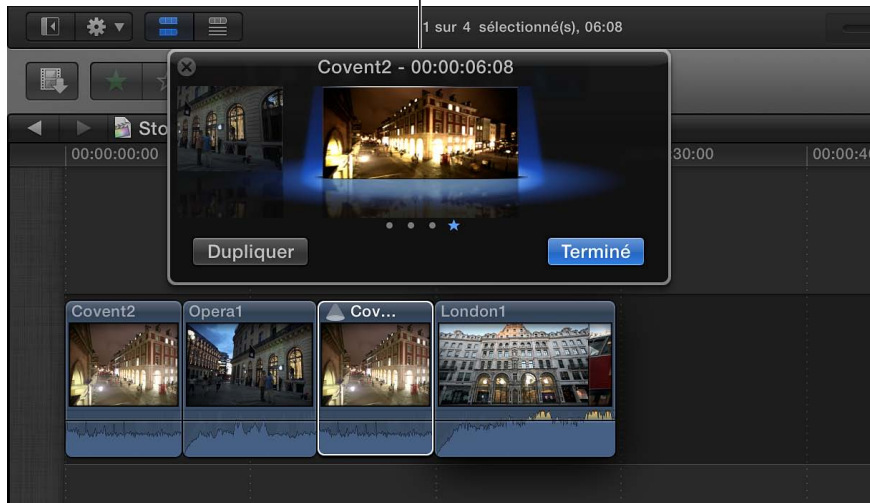 1 sur 4 sélectionné(s), 06:08
Covent2 - 00:00:06:08
Sto
00:00:00:00
30:00
00:00:4
Dupliquer
Terminé
Covent2
Opera1
Cov...
London1